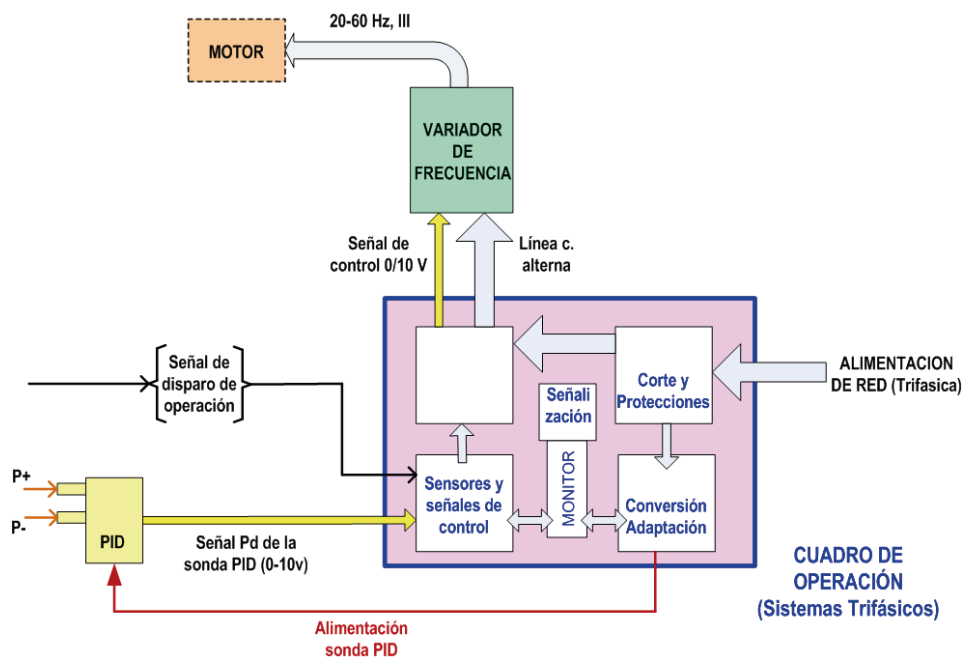 20-60 Hz, III
MOTOR
VARIADOR
DE
FRECUENCIA
Señal de
control 0/10 V
Línea c.
alterna
Señal de
disparo de
operación
Corte y
Protecciones
ALIMENTACION
DE RED (Trifasica)
Señali
zación
MONITOR
Sensores y
señales de
control
Conversión
Adaptación
P+
P-
PID
Señal Pd de la
sonda PID (0-10v)
CUADRO DE
OPERACIÓN
(Sistemas Trifásicos)
Alimentación
sonda PID